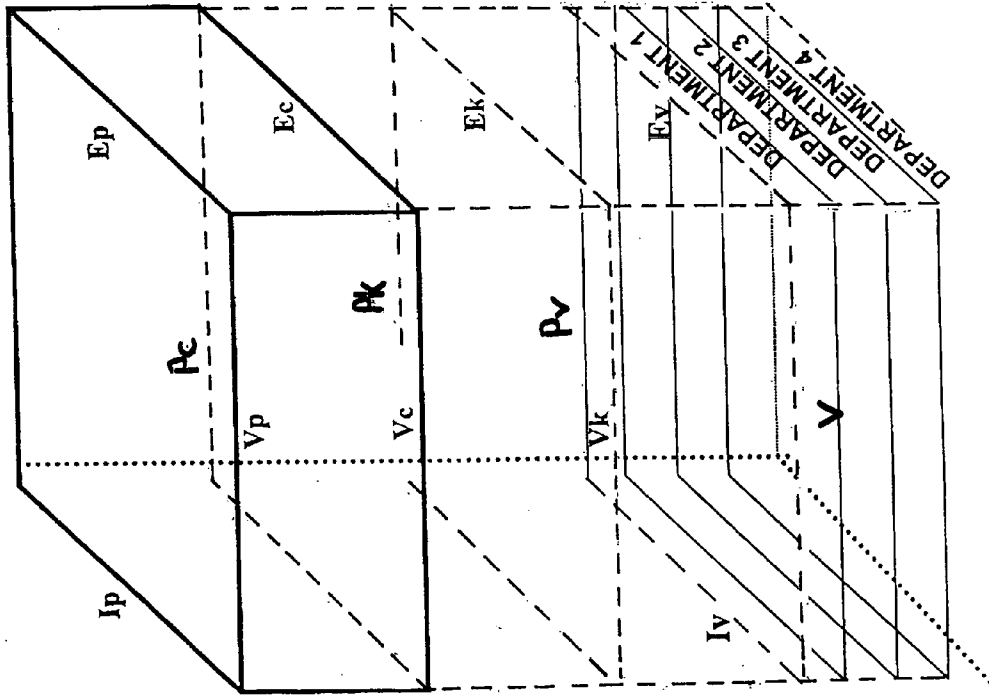 Ep
Ec
Ek
Ev
Pc
Pk
Pv
Vp
Vc
Vk
V
Ip
Iv
DEPARTMENT 1
DEPARTMENT 2
DEPARTMENT 3
DEPARTMENT 4